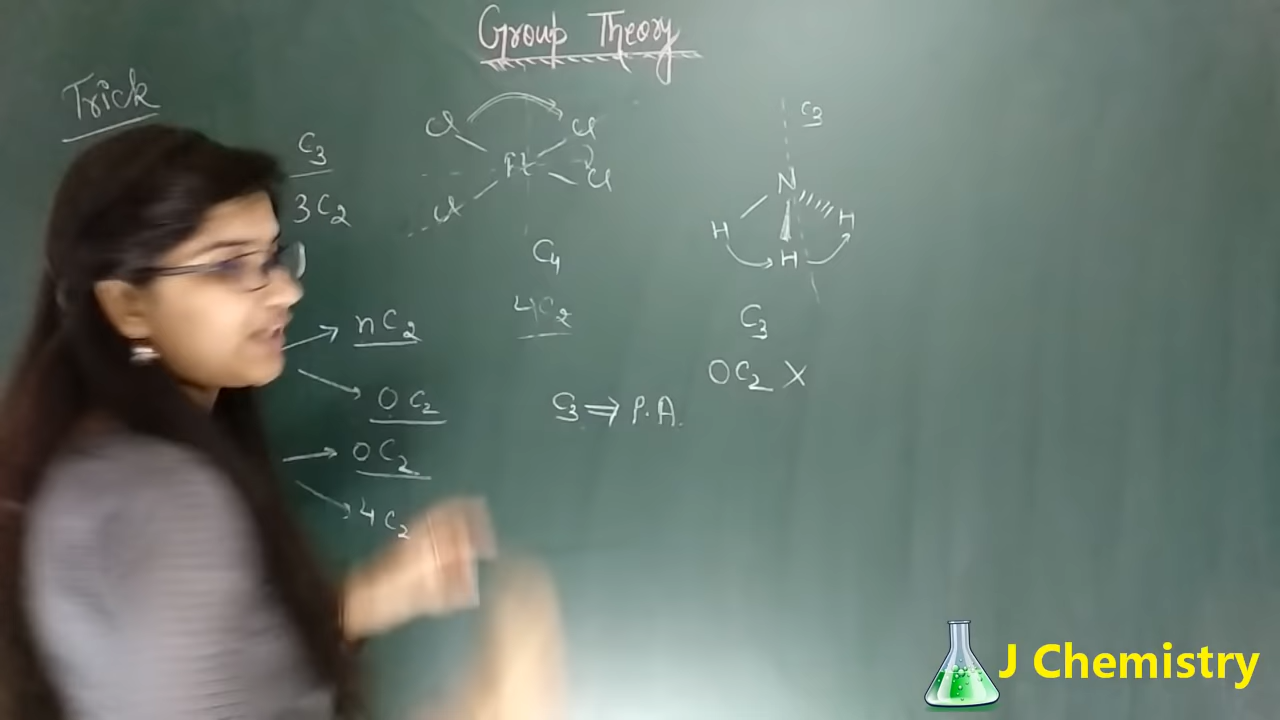 Group Theory
Trick
C3
3C2
nC2
0C2
0C2
4C2
Cl Cl
Pt
Cl Cl
C4
4C2
C3 ⇒ P.A.
C3
N
H H
H
C3
0C2 X
J Chemistry